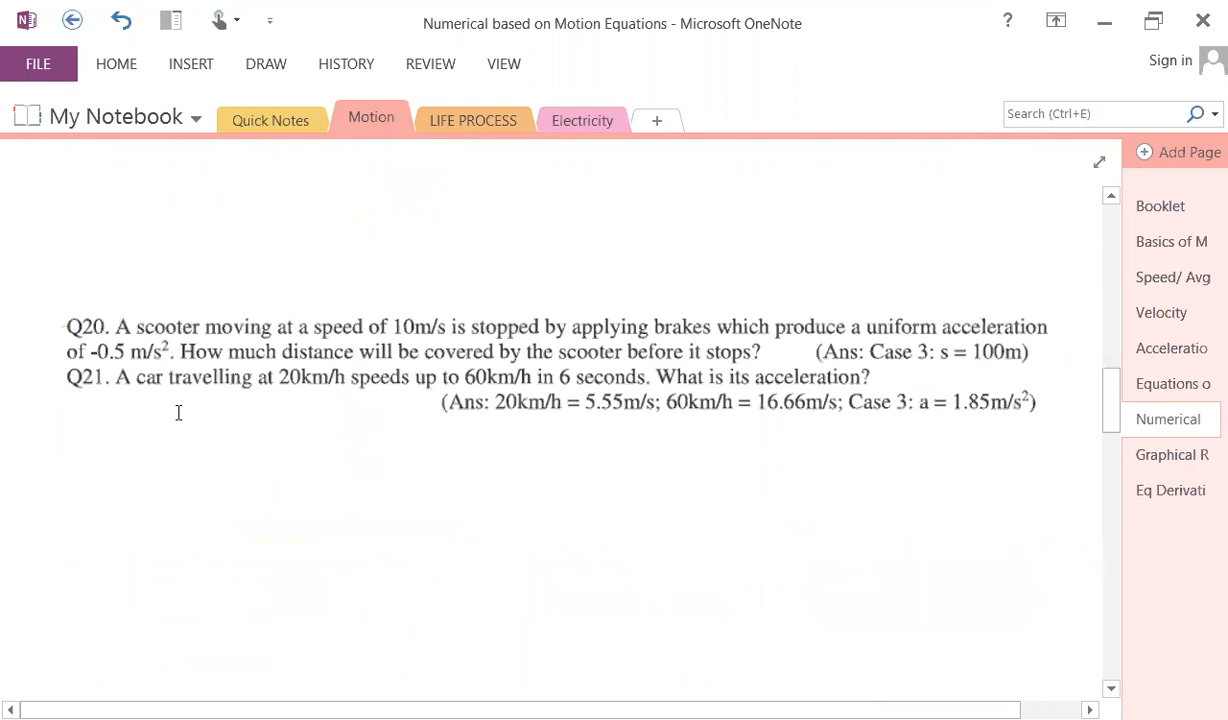 Numerical based on Motion Equations - Microsoft OneNote
FILE HOME INSERT DRAW HISTORY REVIEW VIEW Sign in
My Notebook Quick Notes Motion LIFE PROCESS Electricity + Search (Ctrl+E)
Add Page
Booklet
Basics of M
Speed/ Avg
Velocity
Acceleratio
Equations o
Numerical
Graphical R
Eq Derivati
Q20. A scooter moving at a speed of 10m/s is stopped by applying brakes which produce a uniform acceleration
of -0.5 m/s². How much distance will be covered by the scooter before it stops? (Ans: Case 3: s = 100m)
Q21. A car travelling at 20km/h speeds up to 60km/h in 6 seconds. What is its acceleration?
(Ans: 20km/h = 5.55m/s; 60km/h = 16.66m/s; Case 3: a = 1.85m/s²)